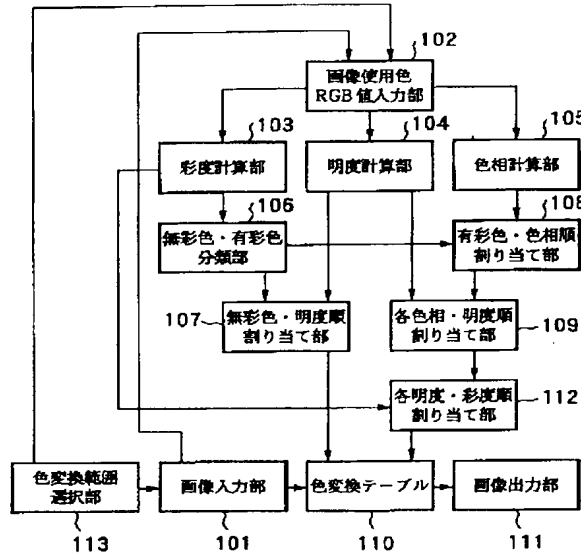 102
画像使用色
RGB値入力部
103
104
105
彩度計算部
明度計算部
色相計算部
106
108
無彩色・有彩色
分類部
有彩色・色相順
割り当て部
107
無彩色・明度順
割り当て部
各色相・明度順
割り当て部
109
各明度・彩度順
割り当て部
112
色変換範囲
選択部
画像入力部
色変換テーブル
画像出力部
113
101
110
111